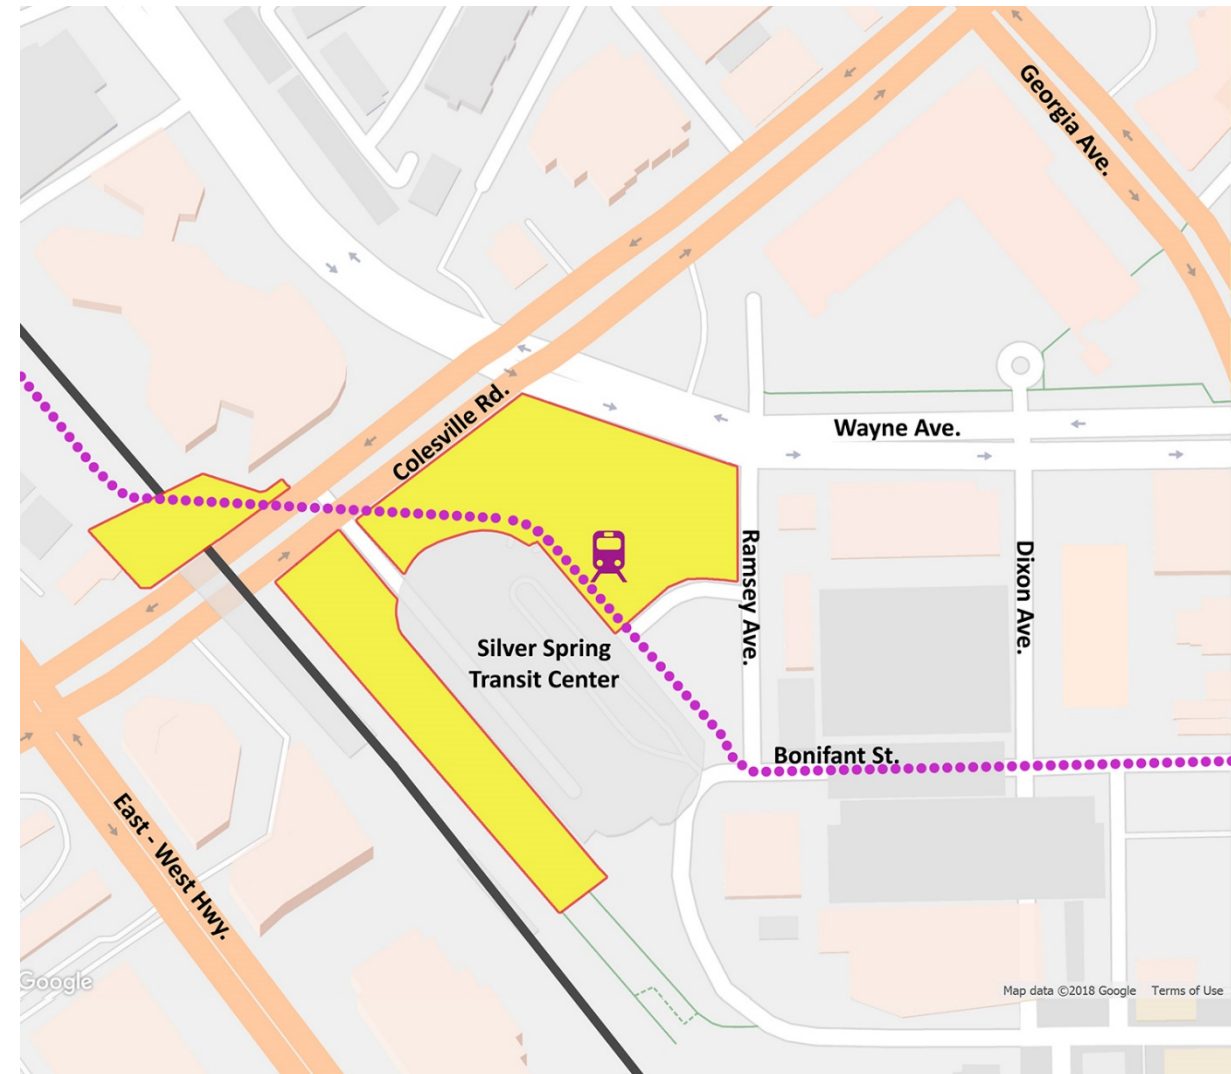 Georgia Ave.
Colesville Rd.
Wayne Ave.
Ramsey Ave.
Dixon Ave.
Silver Spring
Transit Center
Bonifant St.
East - West Hwy.
Google
Map data ©2018 Google Terms of Use